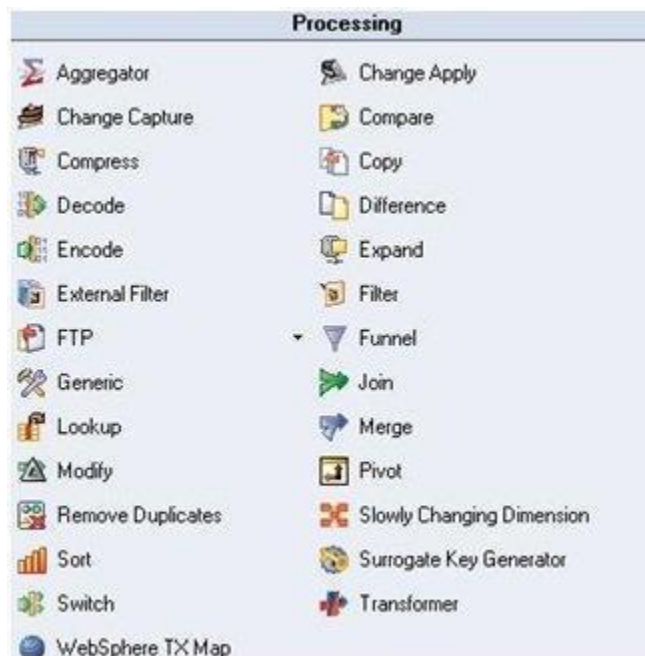 Processing
Aggregator Change Apply
Change Capture Compare
Compress Copy
Decode Difference
Encode Expand
External Filter Filter
FTP Funnel
Generic Join
Lookup Merge
Modify Pivot
Remove Duplicates Slowly Changing Dimension
Sort Surrogate Key Generator
Switch Transformer
WebSphere TX Map